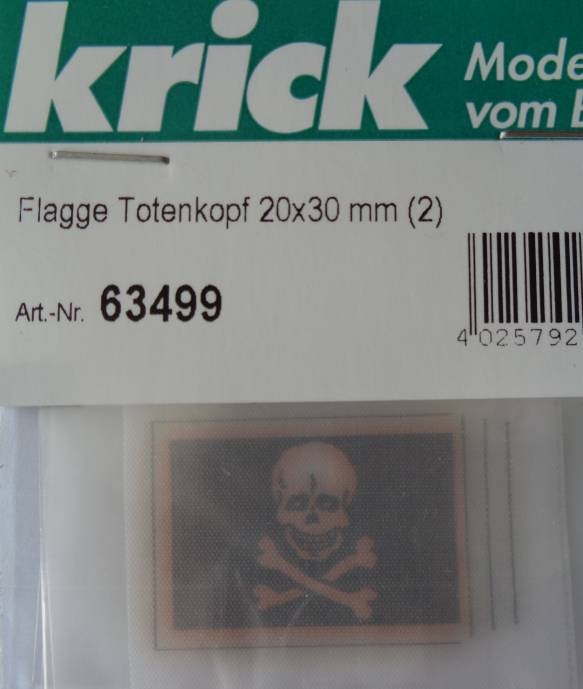 krick
Mode
vom B
Flagge Totenkopf 20x30 mm (2)
Art.-Nr. 63499
4 025792